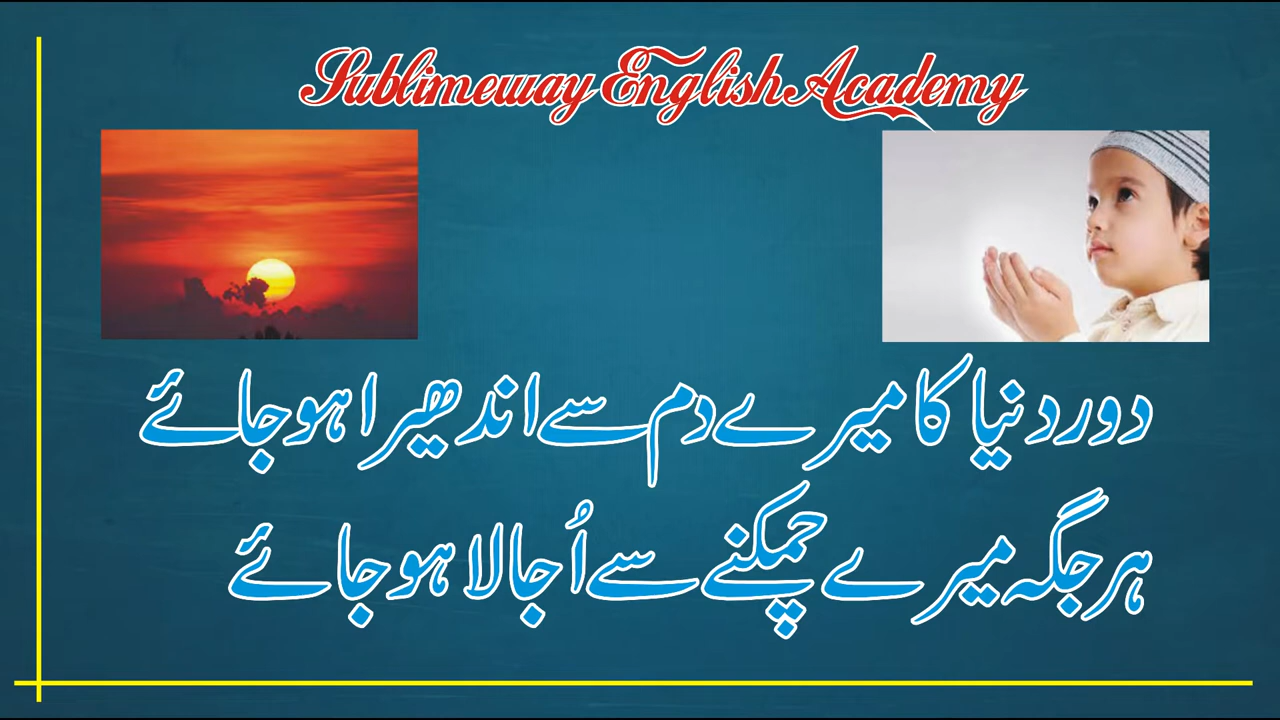 Sublimeway English Academy
دور دنیا کا میرے دم سے اندھیرا ہو جائے
ہر جگہ میرے چمکنے سے اُجالا ہو جائے